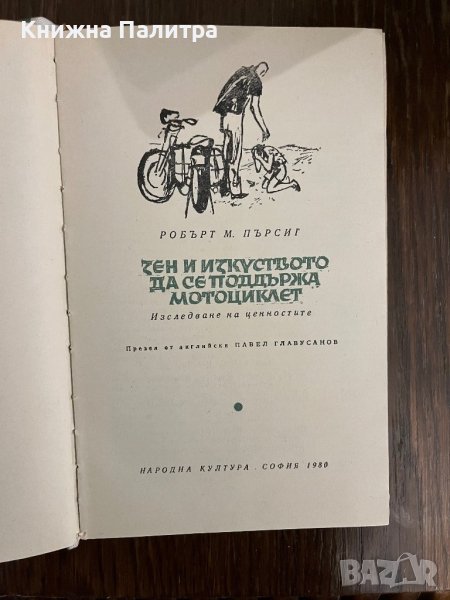 Книжна Палитра
РОБЪРТ М. ПЪРСИГ
ЗЕН И ИЗКУСТВОТО
ДА СЕ ПОДДЪРЖА
МОТОЦИКЛЕТ
Изследване на ценностите
Превел от английски ПАВЕЛ ГЛАВУСАНОВ
НАРОДНА КУЛТУРА . СОФИЯ 1980
BAZAR